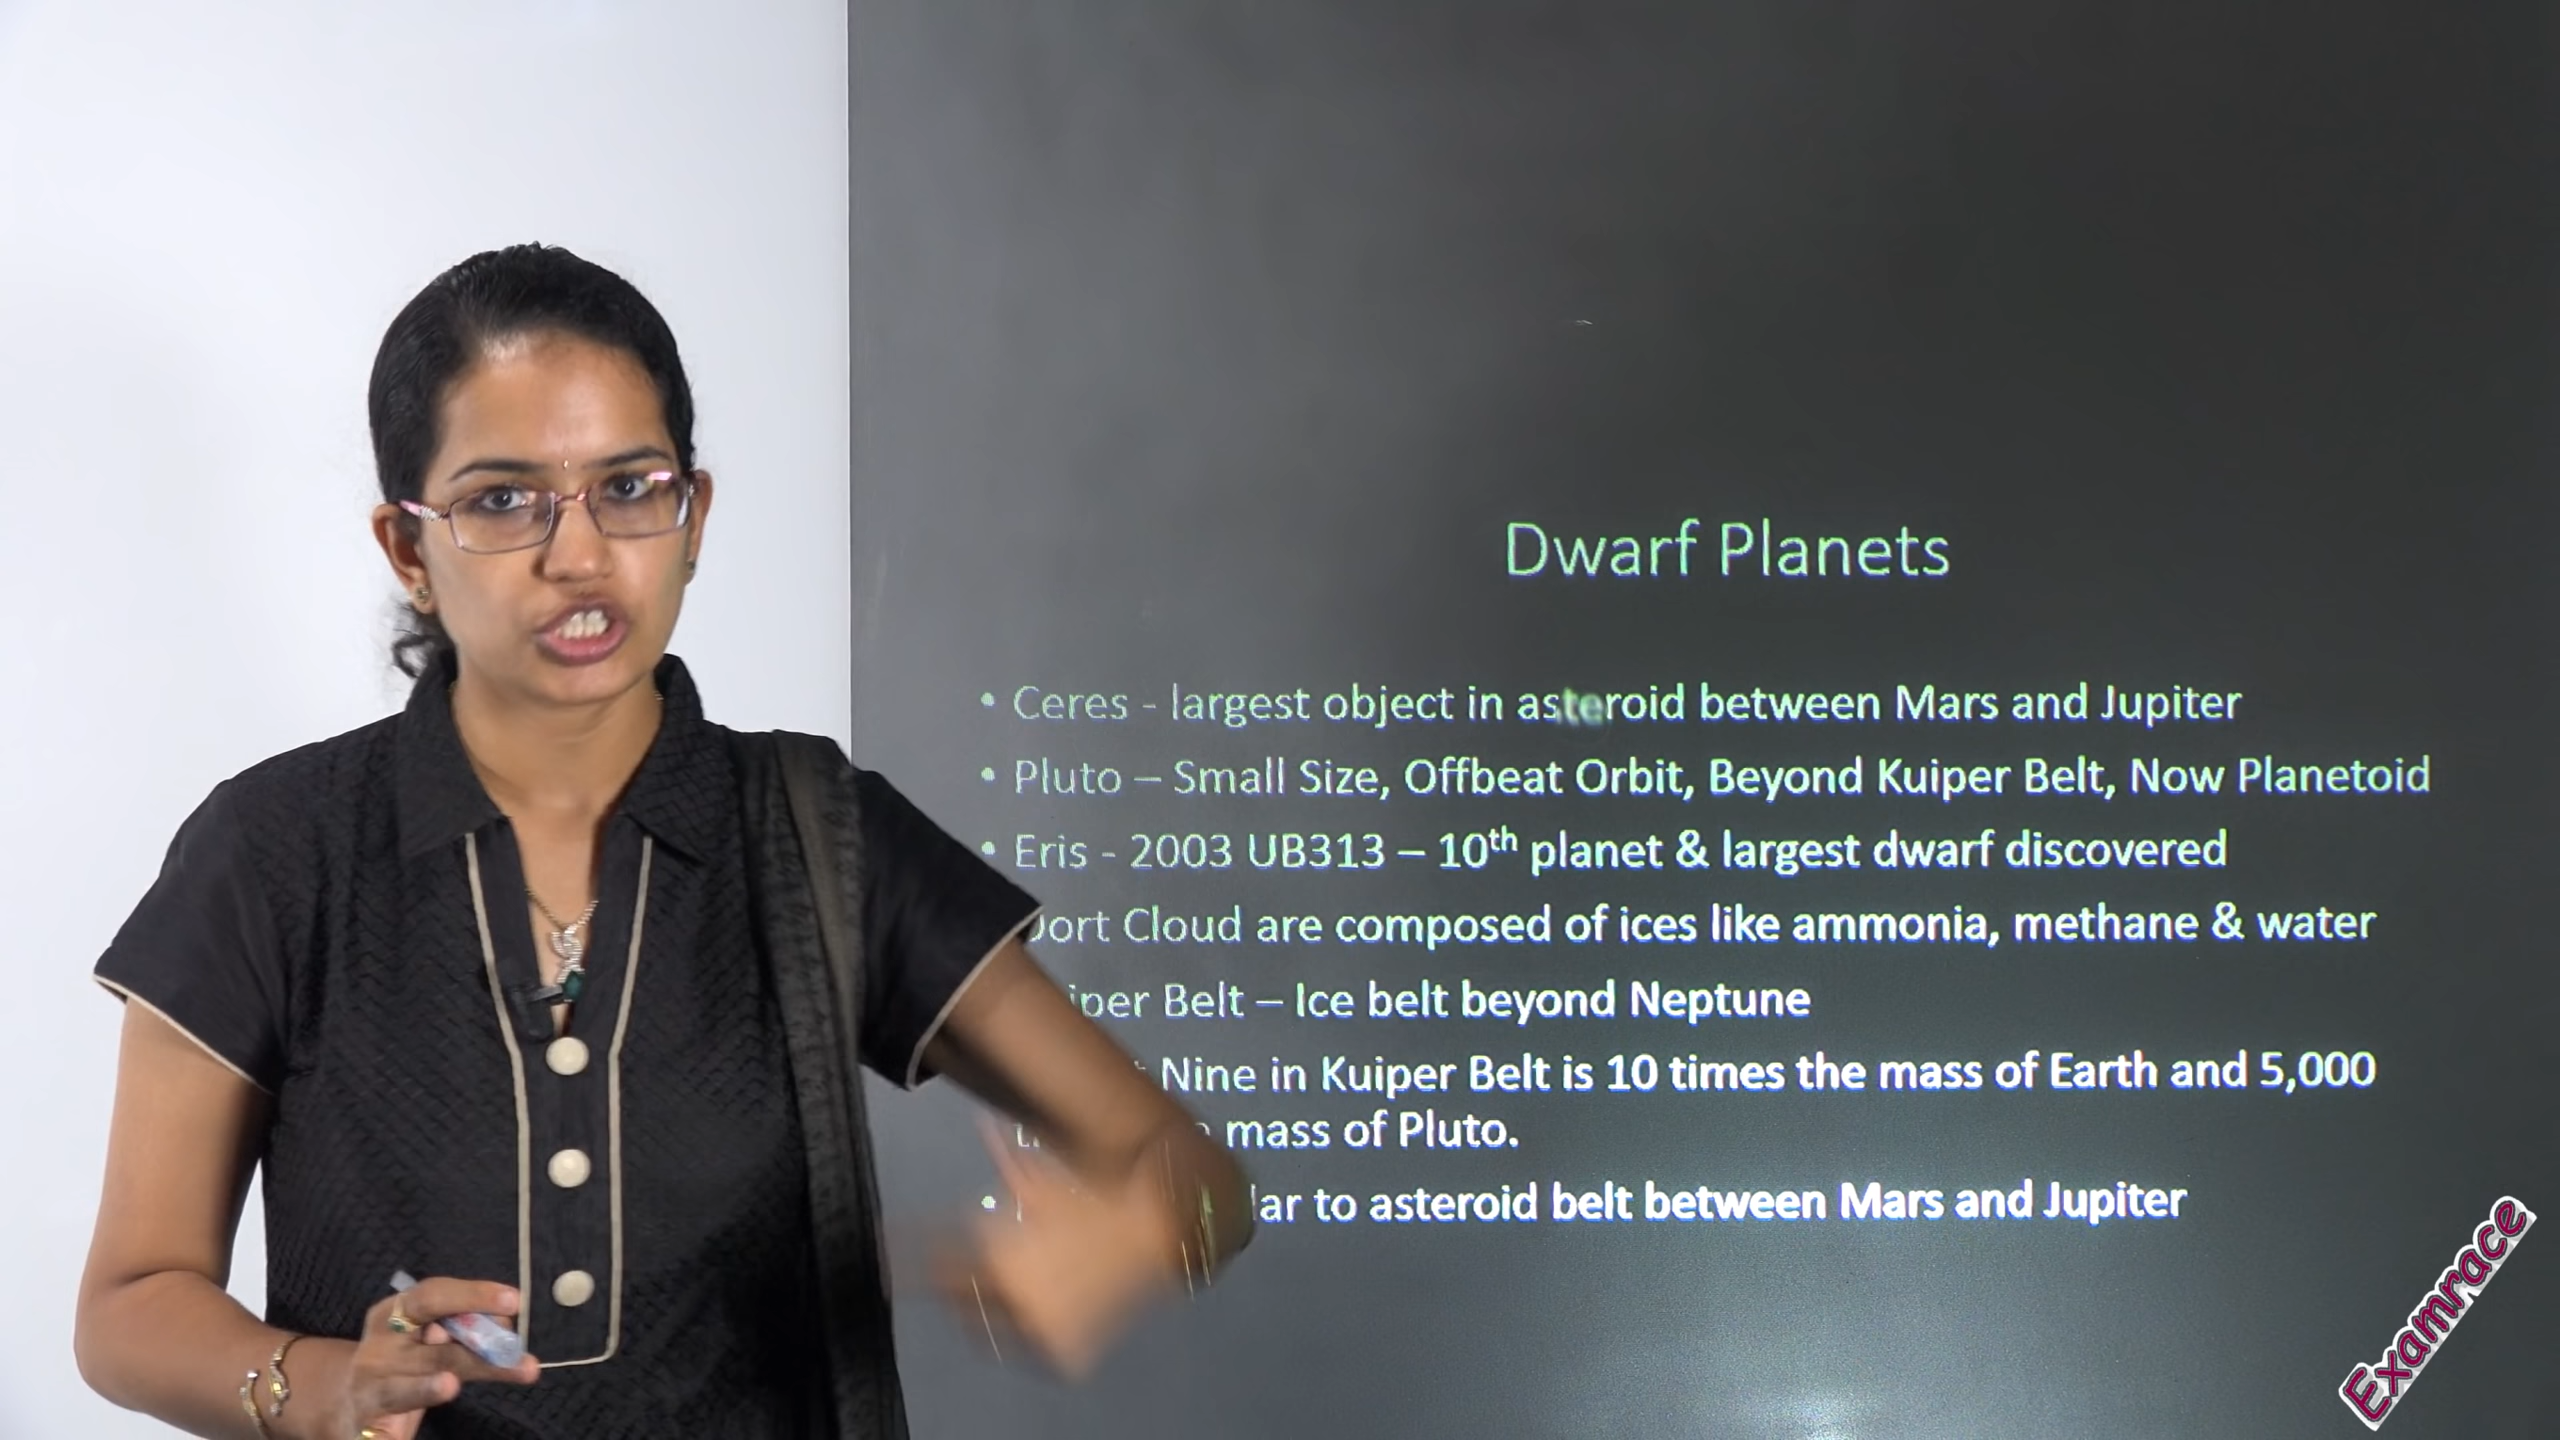 Dwarf Planets
• Ceres - largest object in asteroid between Mars and Jupiter
• Pluto – Small Size, Offbeat Orbit, Beyond Kuiper Belt, Now Planetoid
• Eris - 2003 UB313 – 10th planet & largest dwarf discovered
Oort Cloud are composed of ices like ammonia, methane & water
Belt – Ice belt beyond Neptune
Nine in Kuiper Belt is 10 times the mass of Earth and 5,000
mass of Pluto.
• to asteroid belt between Mars and Jupiter
Examrace